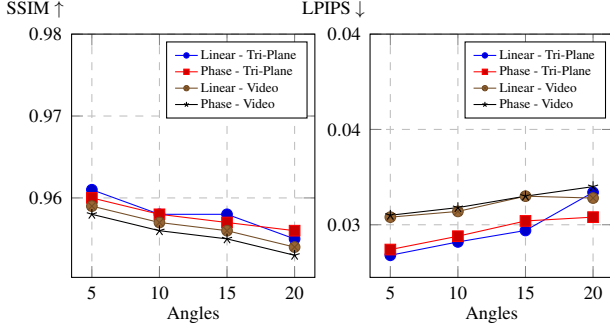 SSIM ↑
0.98
0.97
0.96
5
10
15
20
Angles
Linear - Tri-Plane
Phase - Tri-Plane
Linear - Video
Phase - Video
LPIPS ↓
0.04
0.04
0.03
5
10
15
20
Angles
Linear - Tri-Plane
Phase - Tri-Plane
Linear - Video
Phase - Video